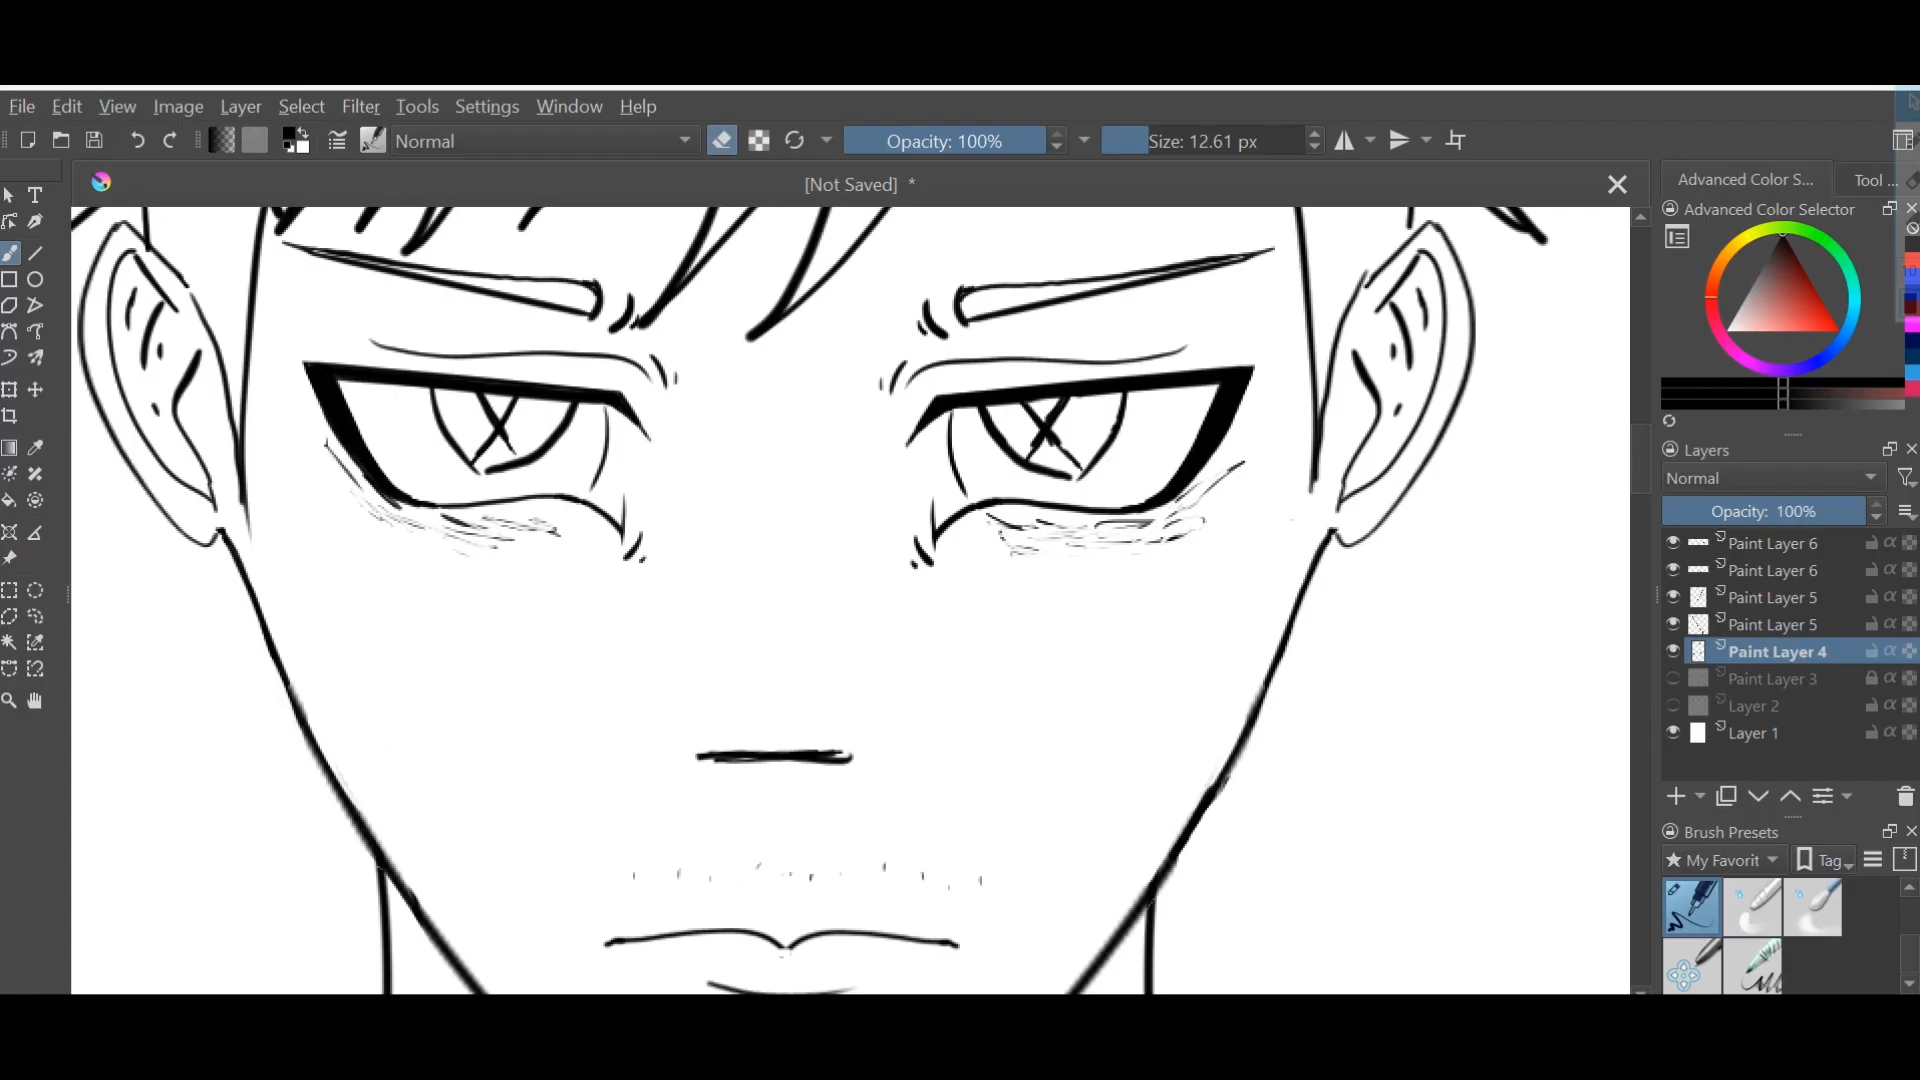 File Edit View Image Layer Select Filter Tools Settings Window Help
Normal Opacity: 100% Size: 12.61 px
[Not Saved] *
Advanced Color S... Tool ...
Advanced Color Selector
10
Layers
Normal
Opacity: 100%
Paint Layer 6
Paint Layer 6
Paint Layer 5
Paint Layer 5
Paint Layer 4
Paint Layer 3
Layer 2
Layer 1
Brush Presets
My Favorit Tag